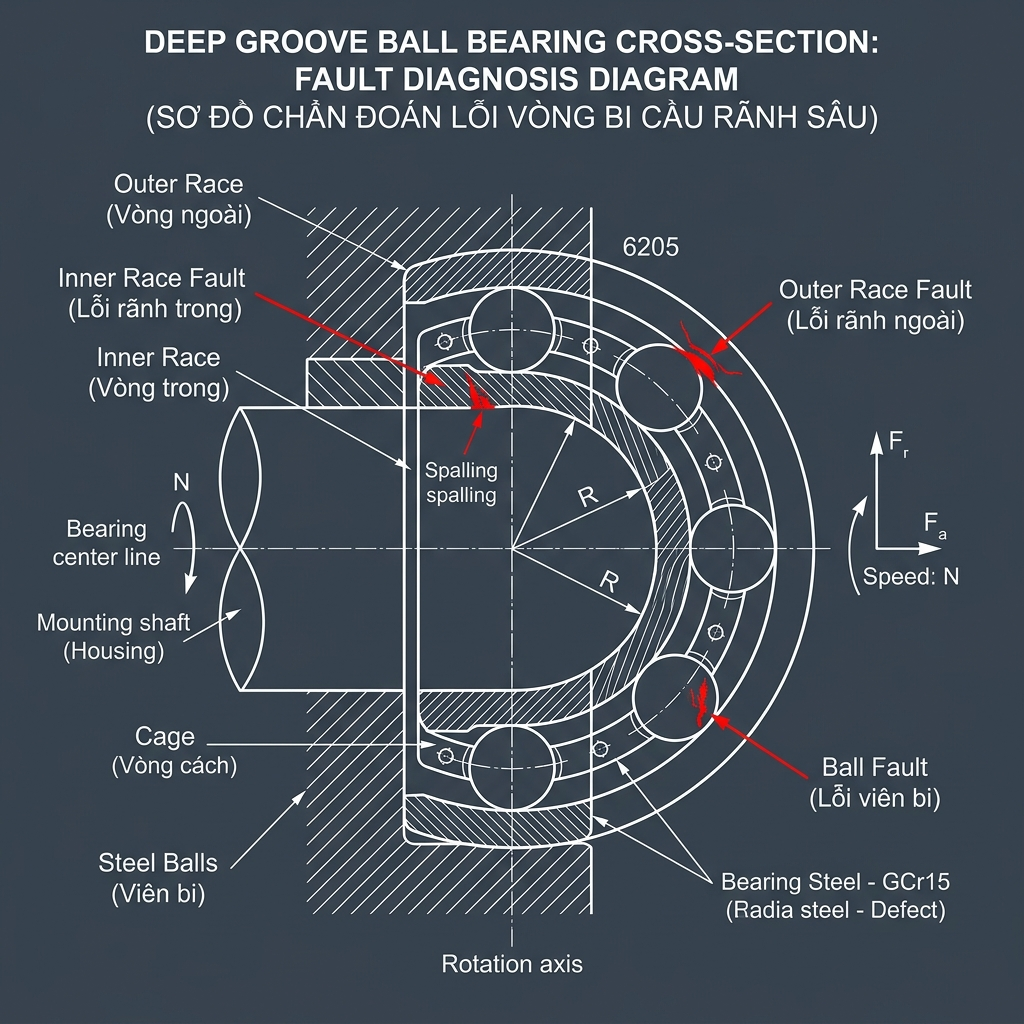 DEEP GROOVE BALL BEARING CROSS-SECTION:
FAULT DIAGNOSIS DIAGRAM
(SƠ ĐỒ CHẨN ĐOÁN LỖI VÒNG BI CẦU RÃNH SÂU)
Outer Race
(Vòng ngoài)
6205
Inner Race Fault
(Lỗi rãnh trong)
Outer Race Fault
(Lỗi rãnh ngoài)
Inner Race
(Vòng trong)
Spalling
spalling
R
R
N
Bearing
center line
Fr
Fa
Speed: N
Mounting shaft
(Housing)
Cage
(Vòng cách)
Ball Fault
(Lỗi viên bi)
Steel Balls
(Viên bi)
Bearing Steel - GCr15
(Radia steel - Defect)
Rotation axis